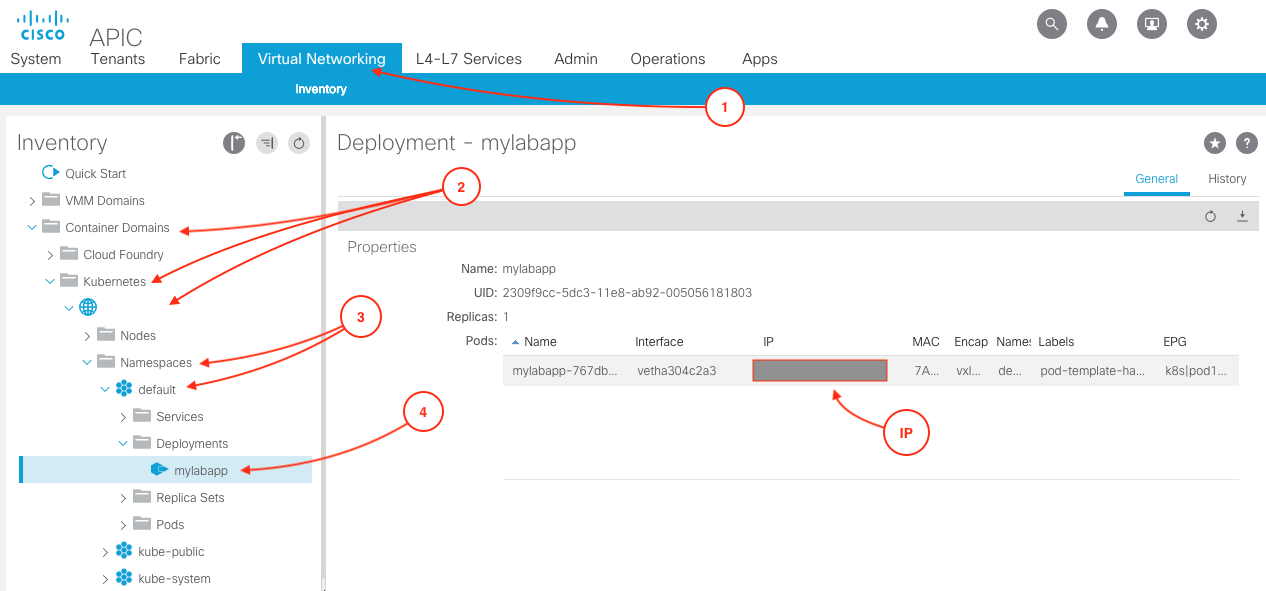 CISCO
APIC
System Tenants Fabric Virtual Networking L4-L7 Services Admin Operations Apps
Inventory
1
Inventory
Deployment - mylabapp
Quick Start
General History
2
VMM Domains
Container Domains
Cloud Foundry
Properties
Kubernetes
Name: mylabapp
UID: 2309f9cc-5dc3-11e8-ab92-005056181803
3
Replicas: 1
Nodes
Pods: Name Interface IP MAC Encap Names Labels EPG
Namespaces
mylabapp-767db... vetha304c2a3 7A... vxl... de... pod-template-ha... k8s|pod1...
default
4
Services
IP
Deployments
mylabapp
Replica Sets
Pods
kube-public
kube-system